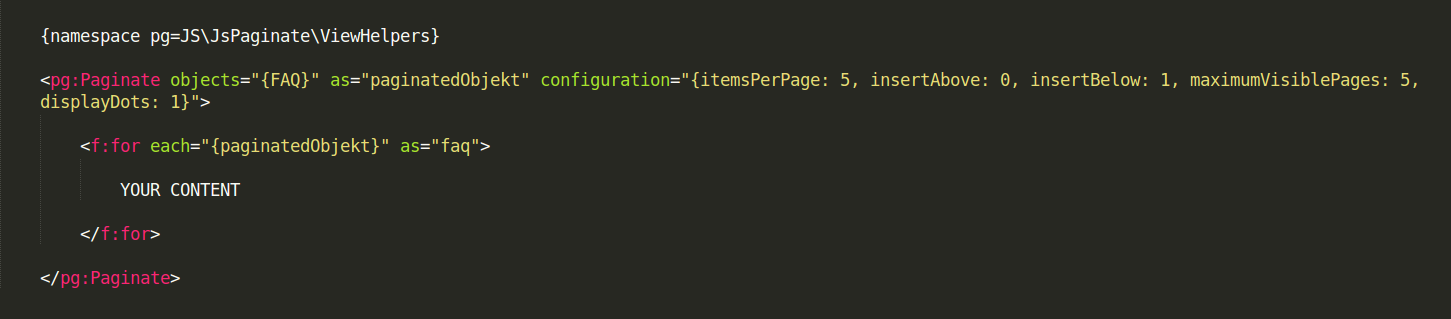 {namespace pg=JS\JsPaginate\ViewHelpers}
<pg:Paginate objects="{FAQ}" as="paginatedObjekt" configuration="{itemsPerPage: 5, insertAbove: 0, insertBelow: 1, maximumVisiblePages: 5,
displayDots: 1}">
<f:for each="{paginatedObjekt}" as="faq">
YOUR CONTENT
</f:for>
</pg:Paginate>